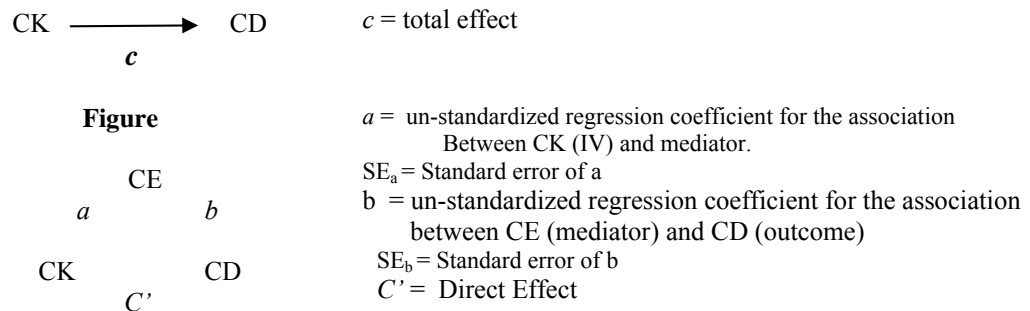 CK CD c = total effect
c
Figure
a = un-standardized regression coefficient for the association
Between CK (IV) and mediator.
SEa = Standard error of a
CE
b = un-standardized regression coefficient for the association
a b
between CE (mediator) and CD (outcome)
SEb = Standard error of b
CK CD
C’ = Direct Effect
C’